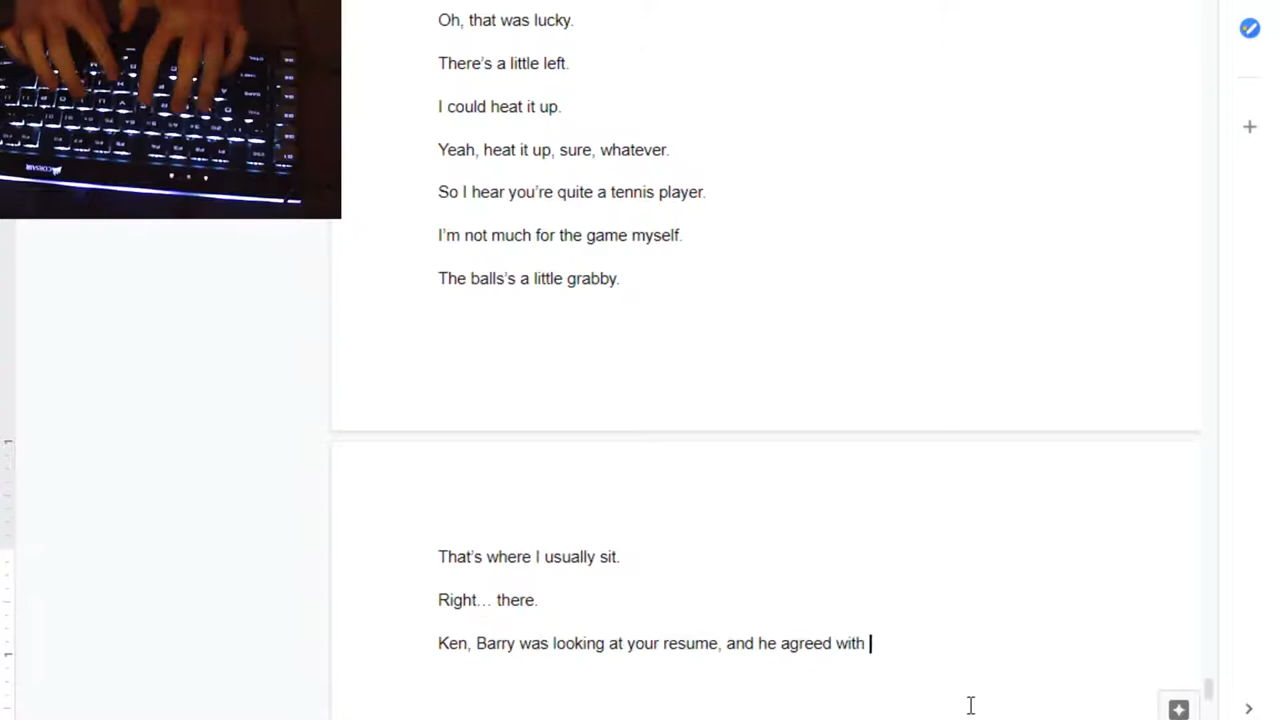 Oh, that was lucky.
There's a little left.
I could heat it up.
Yeah, heat it up, sure, whatever.
So I hear you're quite a tennis player.
I'm not much for the game myself.
The balls's a little grabby.
That's where I usually sit.
Right… there.
Ken, Barry was looking at your resume, and he agreed with
CORSAIR